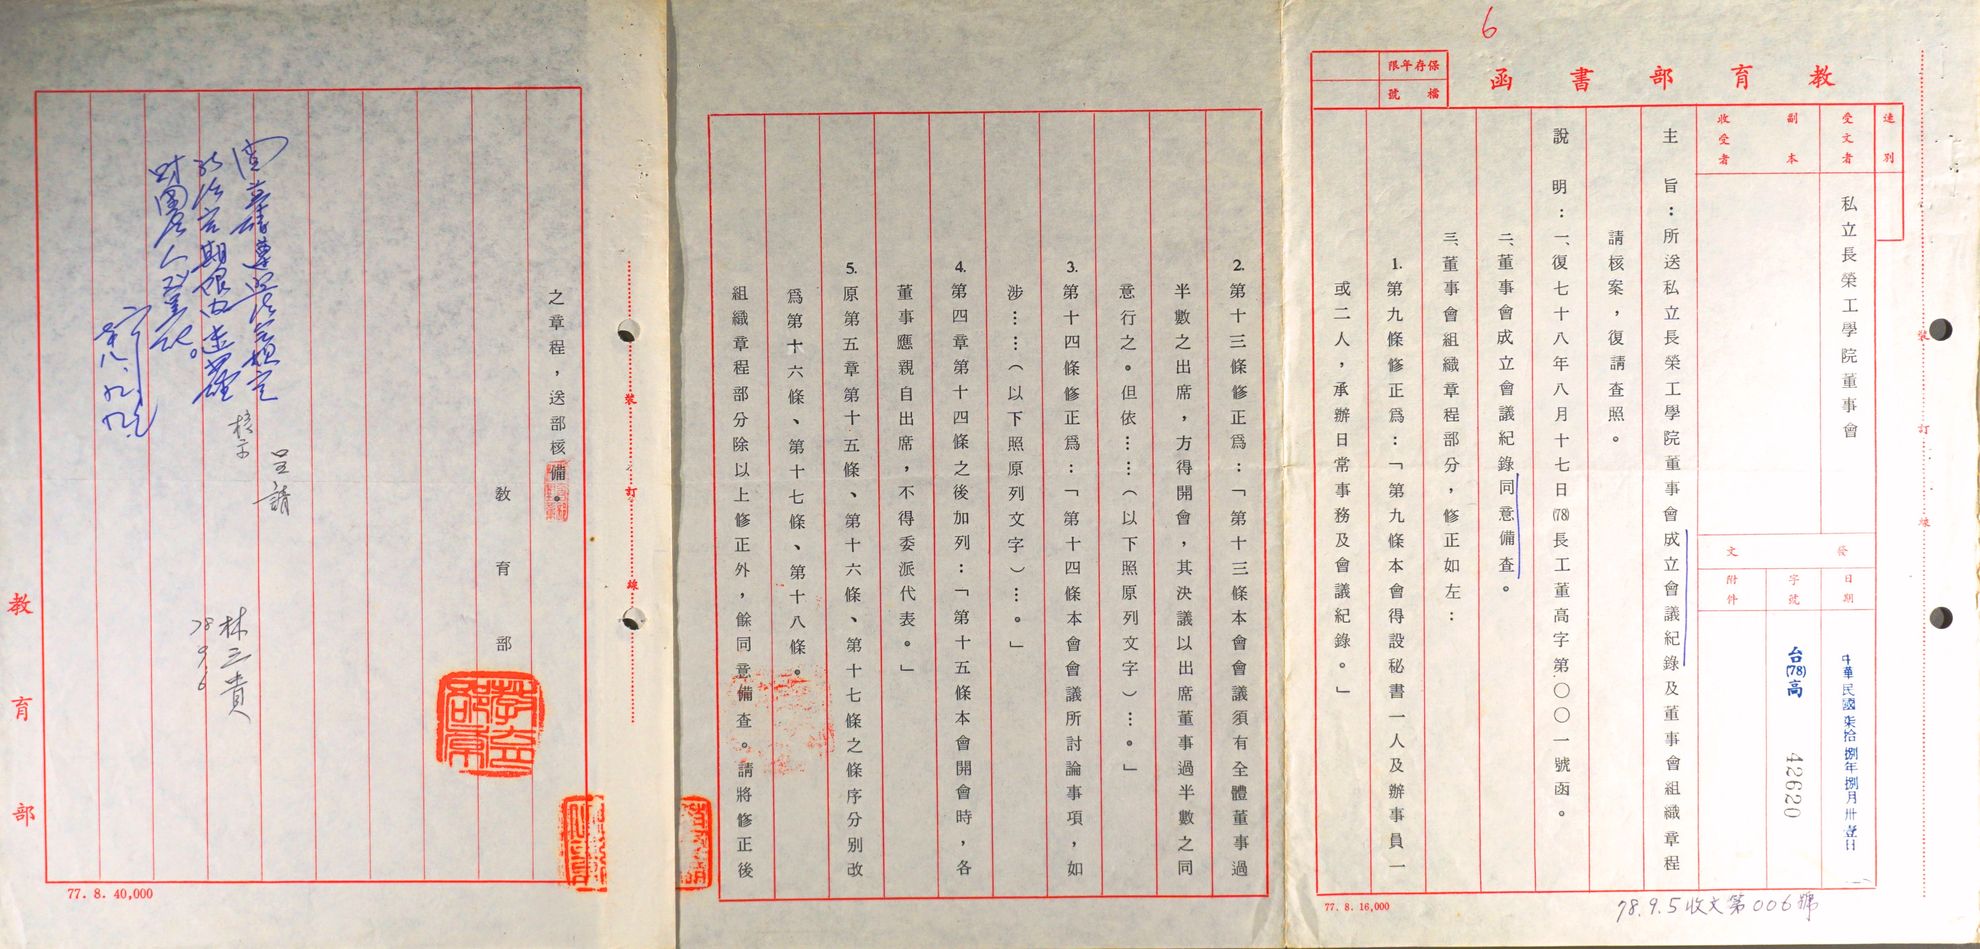 6
教育部書函
保存年限
檔號
速別
受文者
私立長榮工學院董事會
副本
收受者
發文
日期
中華民國柒拾捌年捌月卅壹日
字號
台(78)高
42620
附件
主旨：所送私立長榮工學院董事會成立會議紀錄及董事會組織章程
請核案，復請查照。
說明：一、復七十八年八月十七日(78)長工董高字第〇〇〇一號函。
二、董事會成立會議紀錄同意備查。
三、董事會組織章程部分，修正如左：
1.第九條修正爲：「第九條本會得設秘書一人及辦事員一
或二人，承辦日常事務及會議紀錄。」
裝
訂
線
77. 8. 16,000
78.9.5收文第006號
2.第十三條修正爲：「第十三條本會會議須有全體董事過
半數之出席，方得開會，其決議以出席董事過半數之同
意行之。但依……（以下照原列文字）…。」
3.第十四條修正爲：「第十四條本會會議所討論事項，如
涉……（以下照原列文字）…。」
4.第四章第十四條之後加列：「第十五條本會開會時，各
董事應親自出席，不得委派代表。」
5.原第五章第十五條、第十六條、第十七條之條序分別改
爲第十六條、第十七條、第十八條。
組織章程部分除以上修正外，餘同意備查。請將修正後
裝
訂
線
之章程，送部核備。
教育部
呈請
核示
林三貴
78 9 6
教育部
77. 8. 40,000